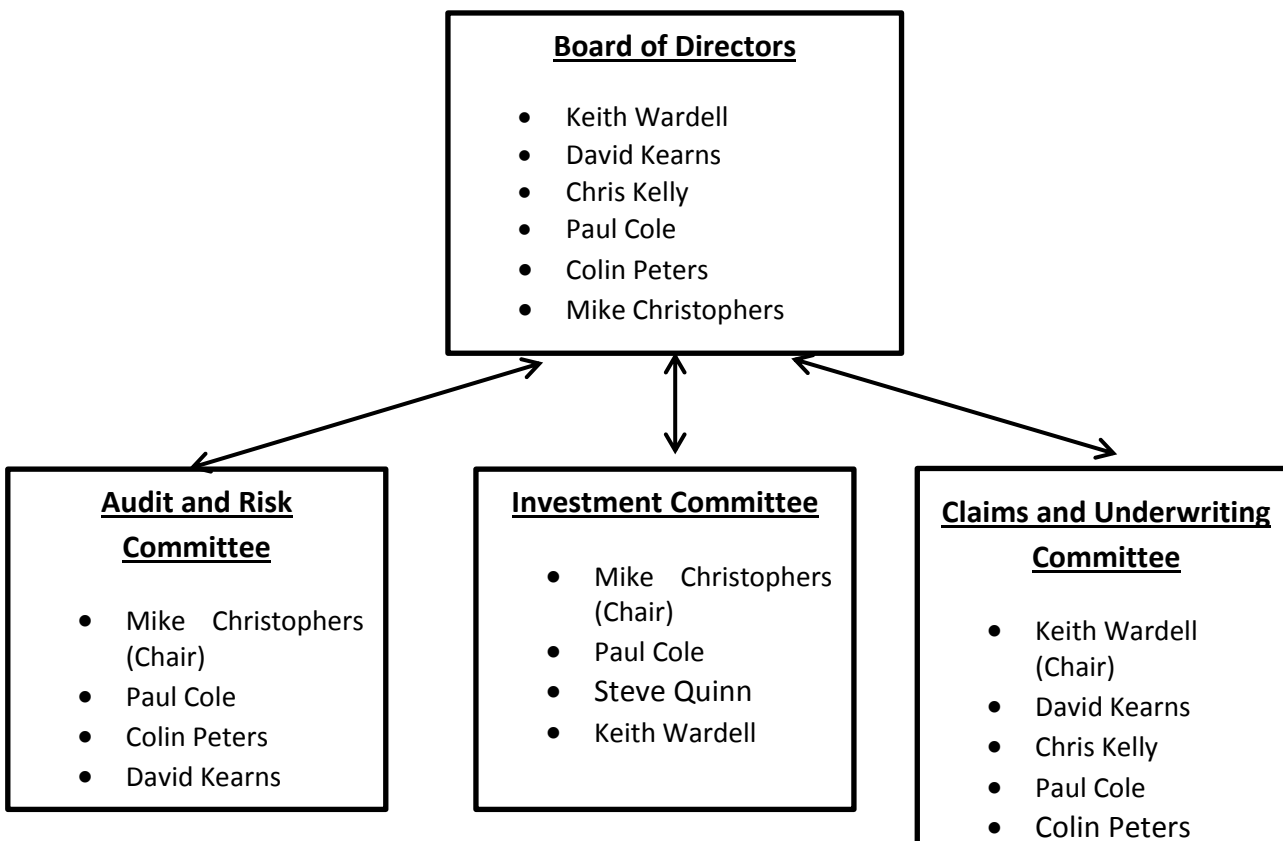 Board of Directors
• Keith Wardell
• David Kearns
• Chris Kelly
• Paul Cole
• Colin Peters
• Mike Christophers
Audit and Risk
Committee
• Mike Christophers
(Chair)
• Paul Cole
• Colin Peters
• David Kearns
Investment Committee
• Mike Christophers
(Chair)
• Paul Cole
• Steve Quinn
• Keith Wardell
Claims and Underwriting
Committee
• Keith Wardell
(Chair)
• David Kearns
• Chris Kelly
• Paul Cole
• Colin Peters